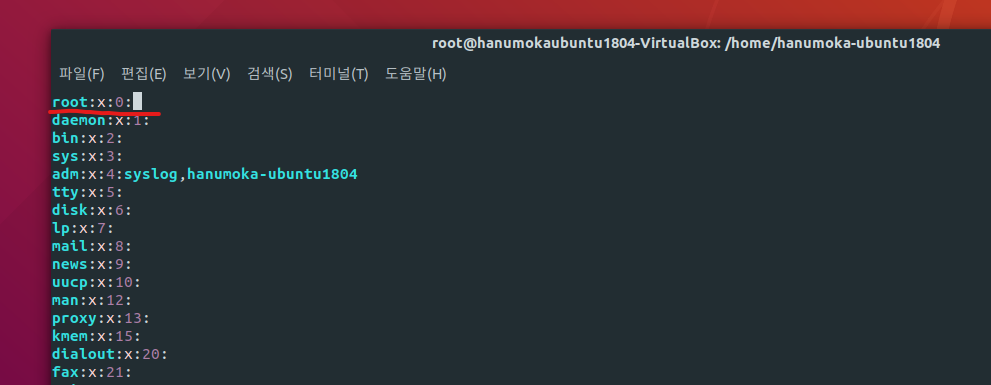 root@hanumokaubuntu1804-VirtualBox: /home/hanumoka-ubuntu1804
파일(F) 편집(E) 보기(V) 검색(S) 터미널(T) 도움말(H)
root:x:0:
daemon:x:1:
bin:x:2:
sys:x:3:
adm:x:4:syslog,hanumoka-ubuntu1804
tty:x:5:
disk:x:6:
lp:x:7:
mail:x:8:
news:x:9:
uucp:x:10:
man:x:12:
proxy:x:13:
kmem:x:15:
dialout:x:20:
fax:x:21: